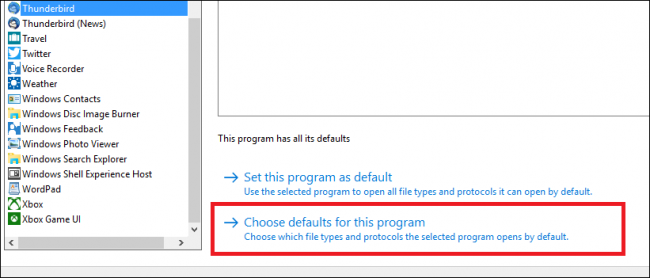 Thunderbird
Thunderbird (News)
Travel
Twitter
Voice Recorder
Weather
Windows Contacts
Windows Disc Image Burner
Windows Feedback
Windows Photo Viewer
Windows Search Explorer
Windows Shell Experience Host
WordPad
Xbox
Xbox Game UI
This program has all its defaults
Set this program as default
Use the selected program to open all file types and protocols it can open by default.
Choose defaults for this program
Choose which file types and protocols the selected program opens by default.